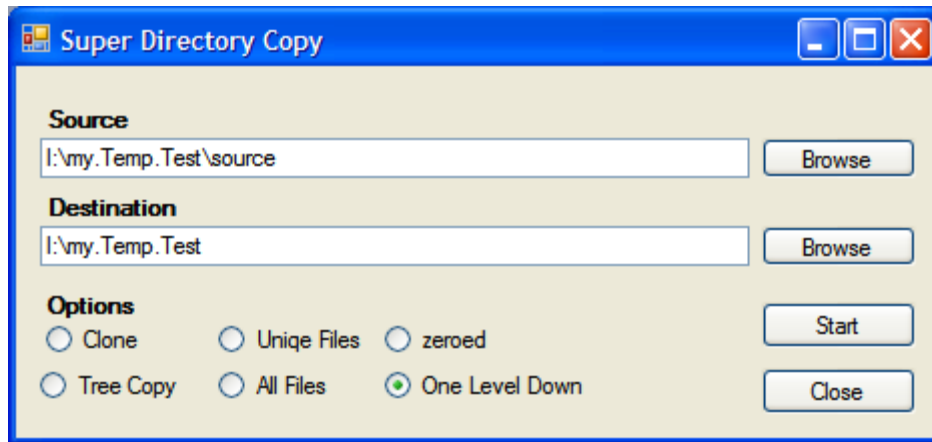 Super Directory Copy
Source
I:\my.Temp.Test\source
Browse
Destination
I:\my.Temp.Test
Browse
Options
Clone
Uniqe Files
zeroed
Start
Tree Copy
All Files
One Level Down
Close